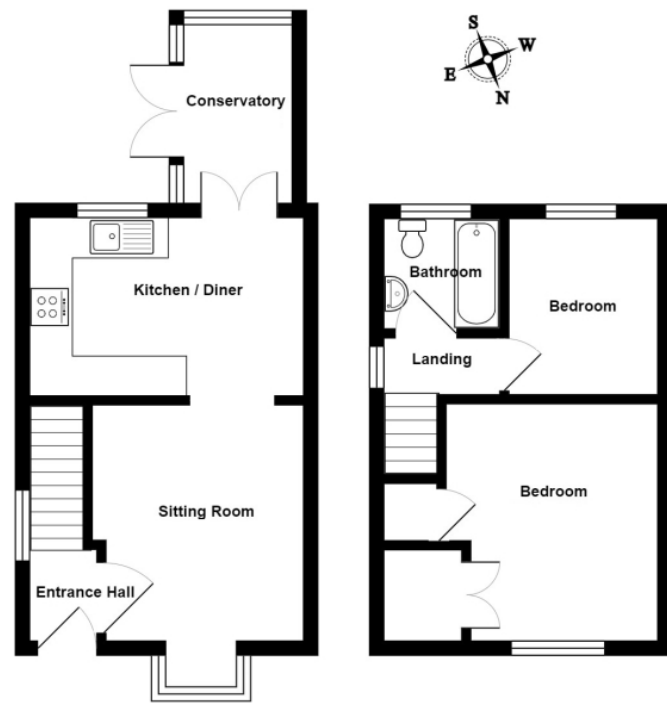 S
W
E
N
Conservatory
Kitchen / Diner
Sitting Room
Entrance Hall
Bathroom
Bedroom
Landing
Bedroom